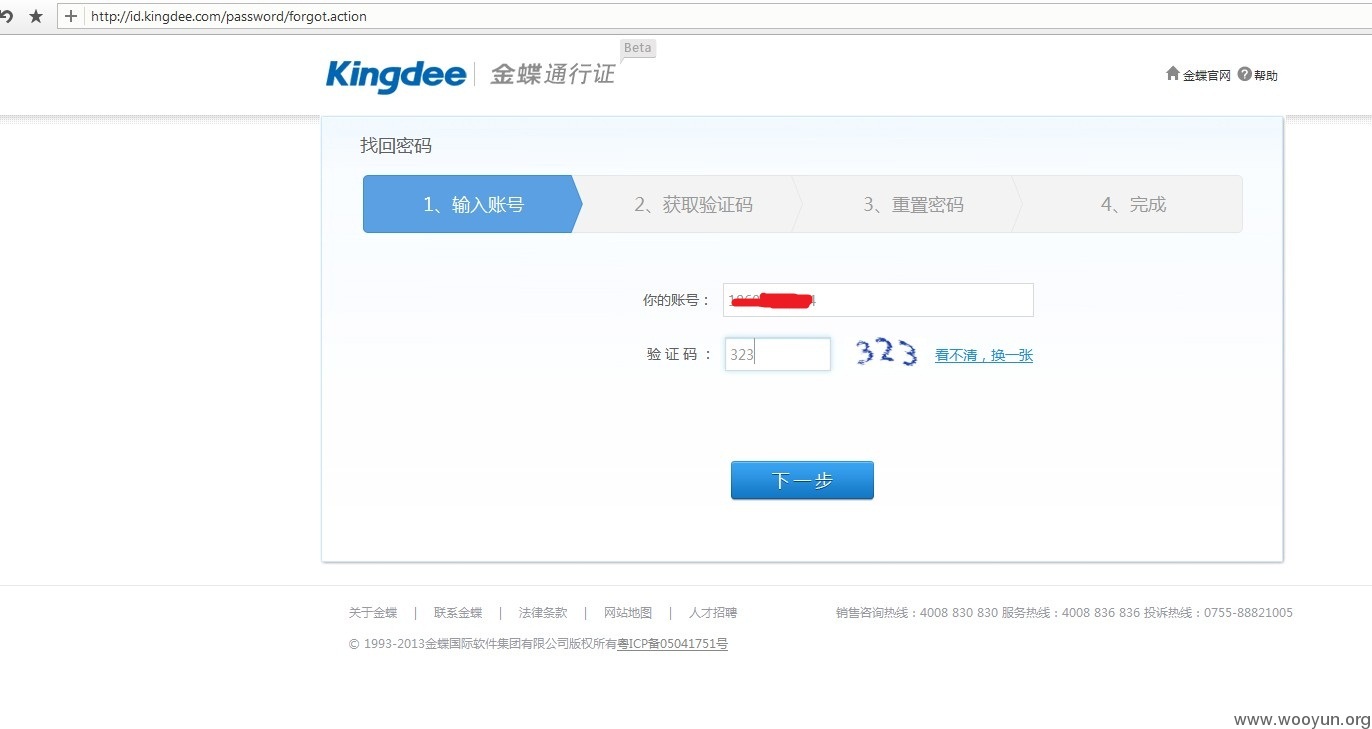 http://id.kingdee.com/password/forgot.action
Beta
Kingdee 金蝶通行证
金蝶官网 帮助
找回密码
1、输入账号 2、获取验证码 3、重置密码 4、完成
你的账号：
验证码： 323 323 看不清，换一张
下一步
关于金蝶 | 联系金蝶 | 法律条款 | 网站地图 | 人才招聘 销售咨询热线：4008 830 830 服务热线：4008 836 836 投诉热线：0755-88821005
© 1993-2013金蝶国际软件集团有限公司版权所有粤ICP备05041751号
www.wooyun.org